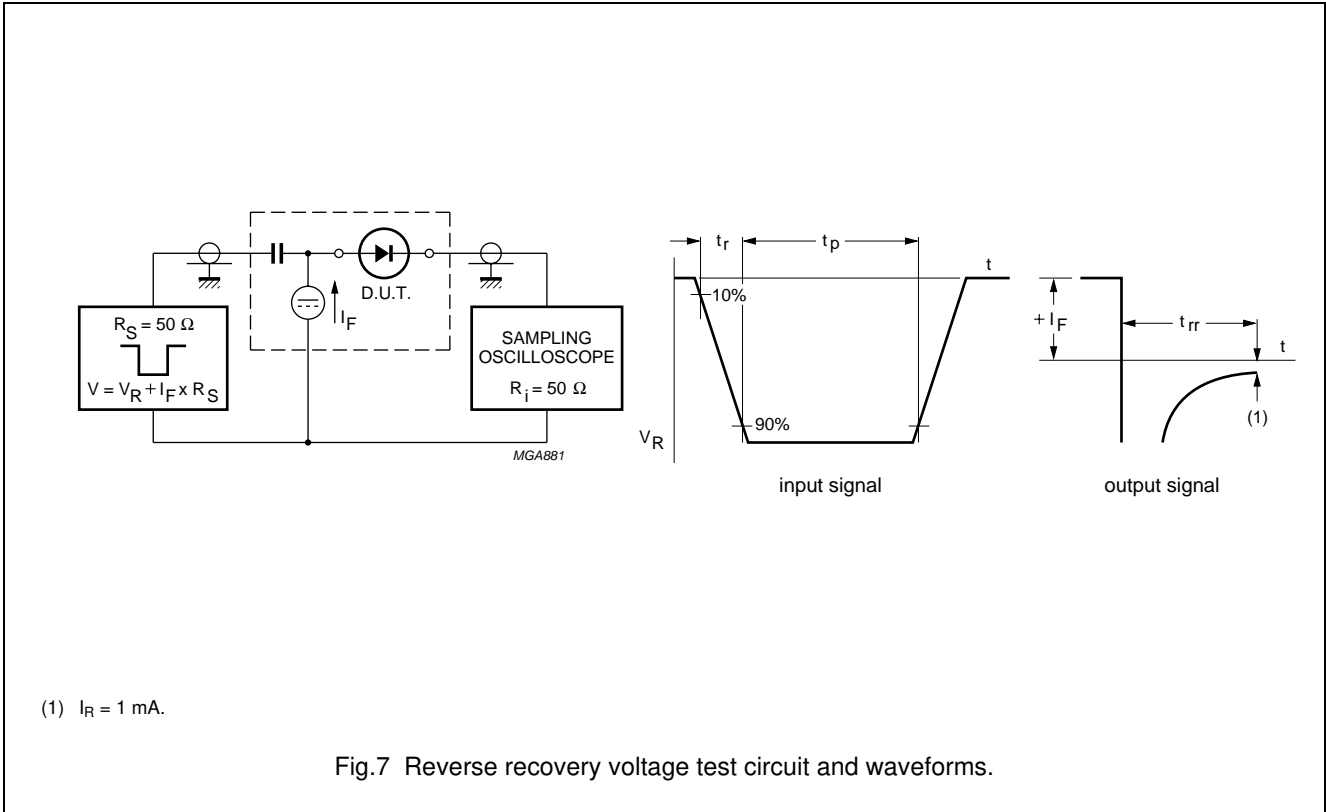 R_S = 50 Ω
V = V_R + I_F x R_S
I_F
D.U.T.
SAMPLING
OSCILLOSCOPE
R_i = 50 Ω
MGA881
t_r
t_p
t
10%
90%
V_R
input signal
+ I_F
t_rr
t
(1)
output signal
(1) I_R = 1 mA.
Fig.7 Reverse recovery voltage test circuit and waveforms.